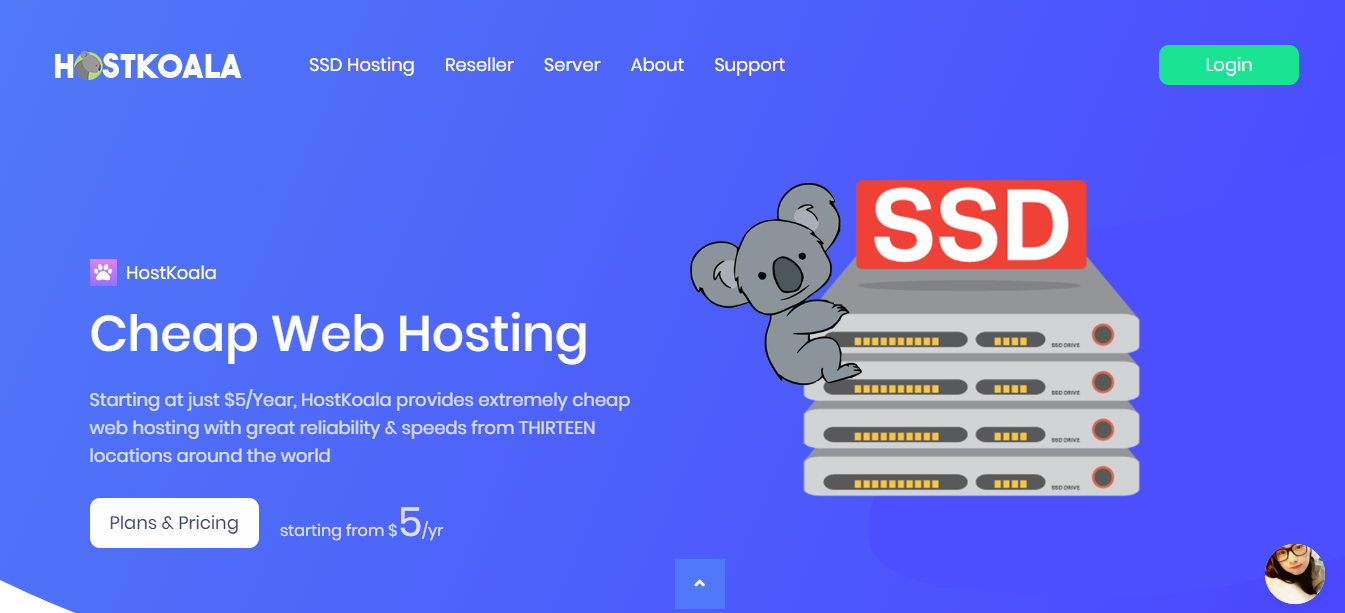 HOSTKOALA
SSD Hosting
Reseller
Server
About
Support
Login
SSD
HostKoala
Cheap Web Hosting
Starting at just $5/Year, HostKoala provides extremely cheap
web hosting with great reliability & speeds from THIRTEEN
locations around the world
SSD DRIVE
SSD DRIVE
SSD DRIVE
SSD DRIVE
Plans & Pricing
starting from $5/yr